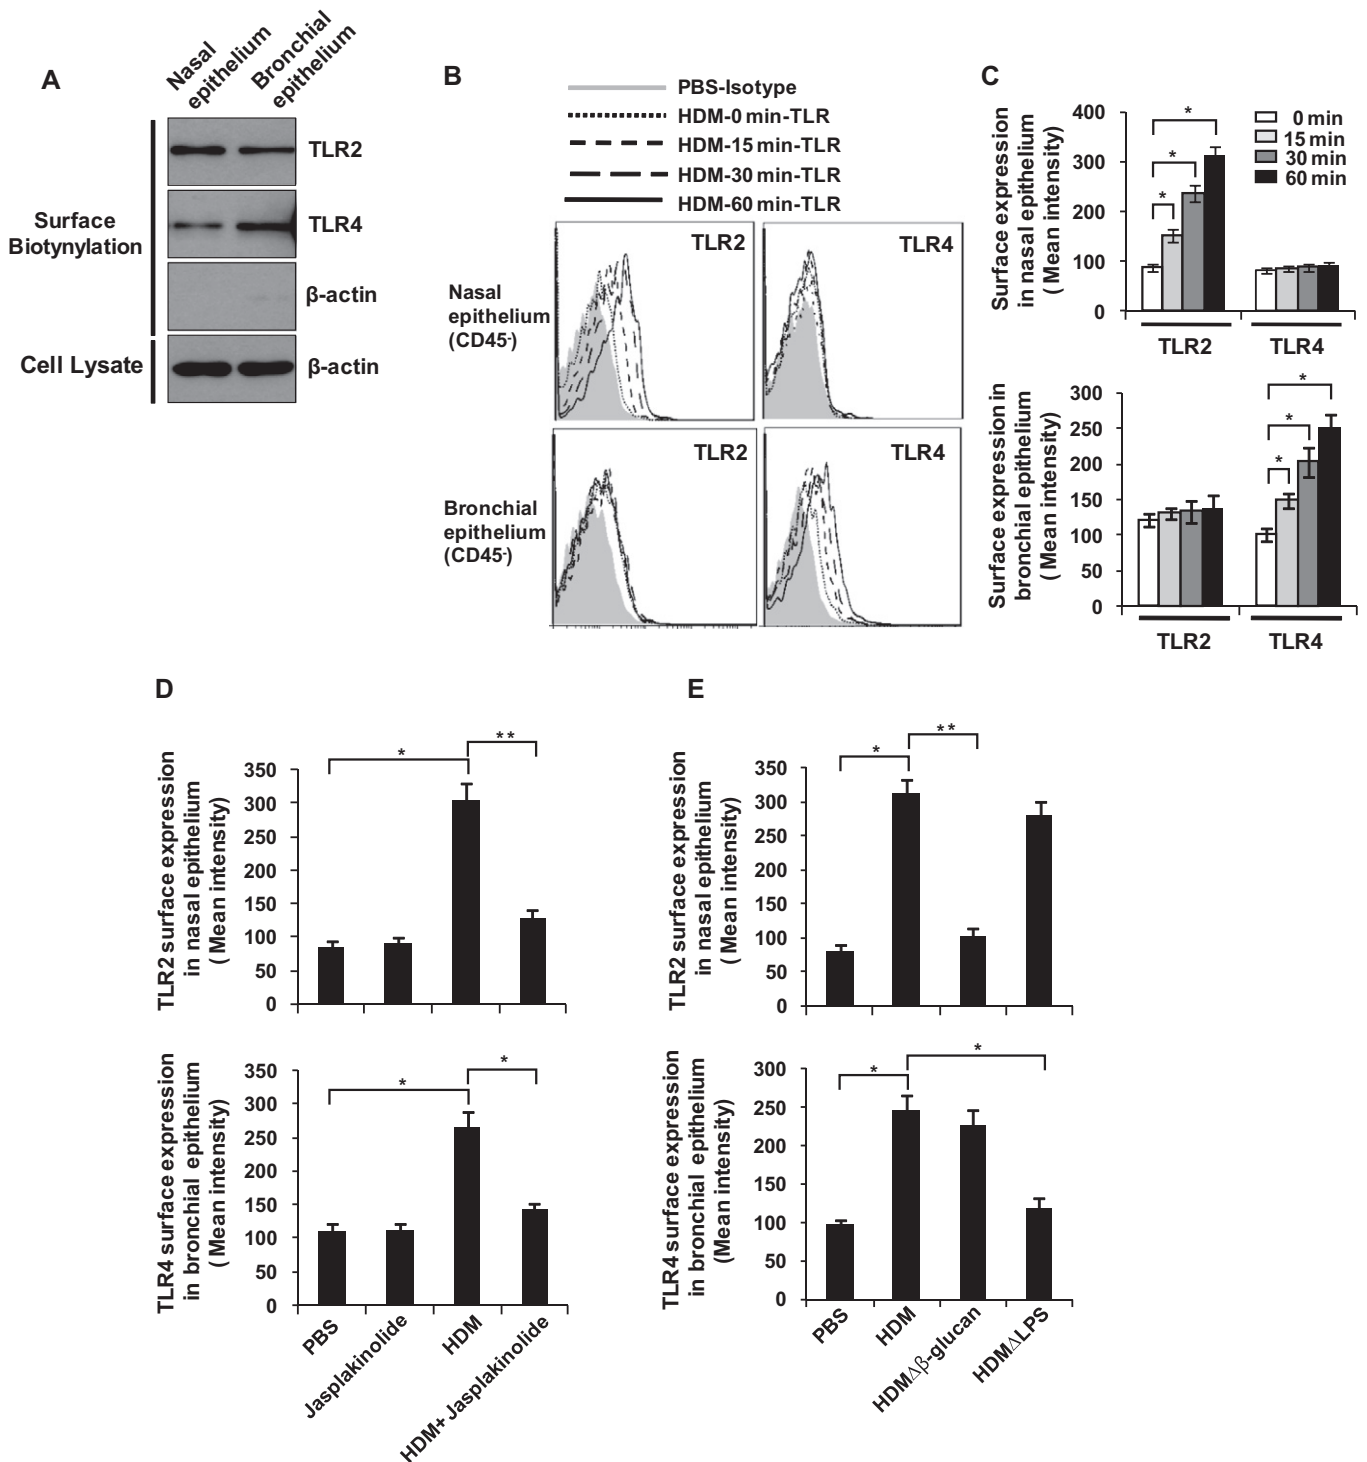 A
Nasal
epithelium
Bronchial
epithelium
TLR2
TLR4
β-actin
β-actin
Surface
Biotynylation
Cell Lysate
B
PBS-Isotype
HDM-0 min-TLR
HDM-15 min-TLR
HDM-30 min-TLR
HDM-60 min-TLR
Nasal
epithelium
(CD45-)
TLR2
TLR4
Bronchial
epithelium
(CD45-)
TLR2
TLR4
C
Surface expression
in nasal epithelium
( Mean intensity)
400
300
200
100
0
*
*
*
0 min
15 min
30 min
60 min
TLR2
TLR4
Surface expression in
bronchial epithelium
( Mean intensity)
300
250
200
150
100
50
0
*
*
*
TLR2
TLR4
D
TLR2 surface expression
in nasal epithelium
( Mean intensity)
350
300
250
200
150
100
50
0
*
**
TLR4 surface expression
in bronchial epithelium
( Mean intensity)
350
300
250
200
150
100
50
0
*
*
PBS
Jasplakinolide
HDM
HDM+ Jasplakinolide
E
TLR2 surface expression
in nasal epithelium
( Mean intensity)
350
300
250
200
150
100
50
0
*
**
TLR4 surface expression
in bronchial epithelium
(Mean intensity)
300
250
200
150
100
50
0
*
*
PBS
HDM
HDMΔβ-glucan
HDMΔLPS